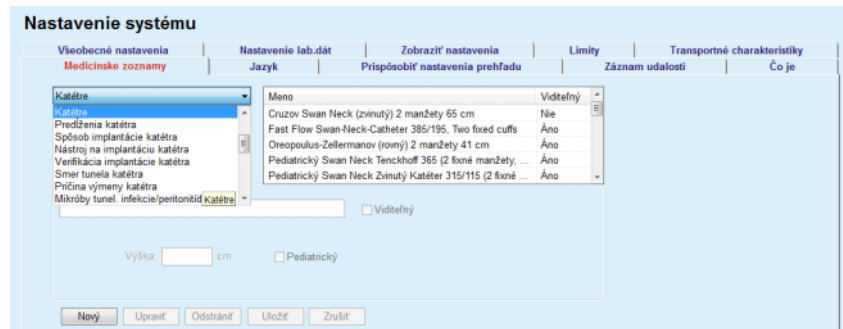 Nastavenie systému
Všeobecné nastavenia Nastavenie lab.dát Zobraziť nastavenia Limity Transportné charakteristiky
Medicínske zoznamy Jazyk Prispôsobiť nastavenia prehľadu Záznam udalostí Čo je
Katétre
Katétre
Predĺženia katétra
Spôsob implantácie katétra
Nástroj na implantáciu katétra
Verifikácia implantácie katétra
Smer tunela katétra
Príčina výmeny katétra
Mikróby tunel. infekcie/peritonitíd
Katétre
Meno Viditeľný
Cruzov Swan Neck (zvinutý) 2 manžety 65 cm Nie
Fast Flow Swan-Neck-Catheter 385/195, Two fixed cuffs Áno
Oreopoulus-Zellermanov (rovný) 2 manžety 41 cm Áno
Pediatrický Swan Neck Tenckhoff 365 (2 fixné manžety, ... Áno
Pediatrický Swan Neck Zvinutý Katéter 315/115 (2 fixné ... Áno
Viditeľný
Výška: cm Pediatrický
Nový Upraviť Odstrániť Uložiť Zrušiť